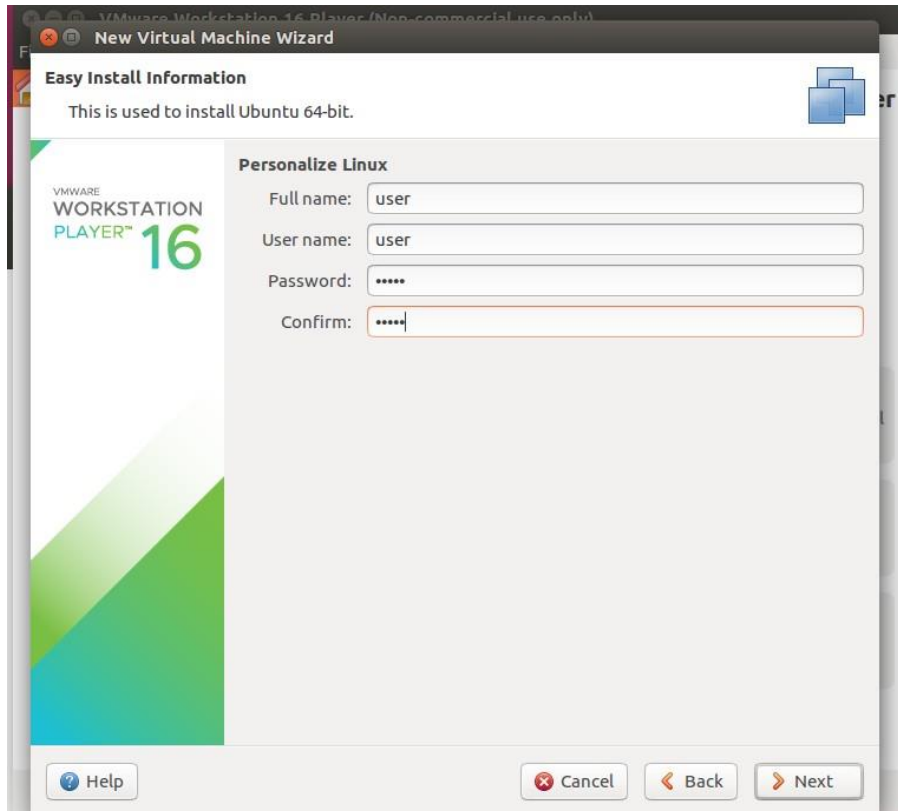 VMware Workstation 16 Player (Non-commercial use only)
New Virtual Machine Wizard
Fi
Easy Install Information
This is used to install Ubuntu 64-bit.
er
VMWARE
WORKSTATION
PLAYER™ 16
Personalize Linux
Full name: user
User name: user
Password: •••••
Confirm: •••••
l
Help
Cancel
Back
Next